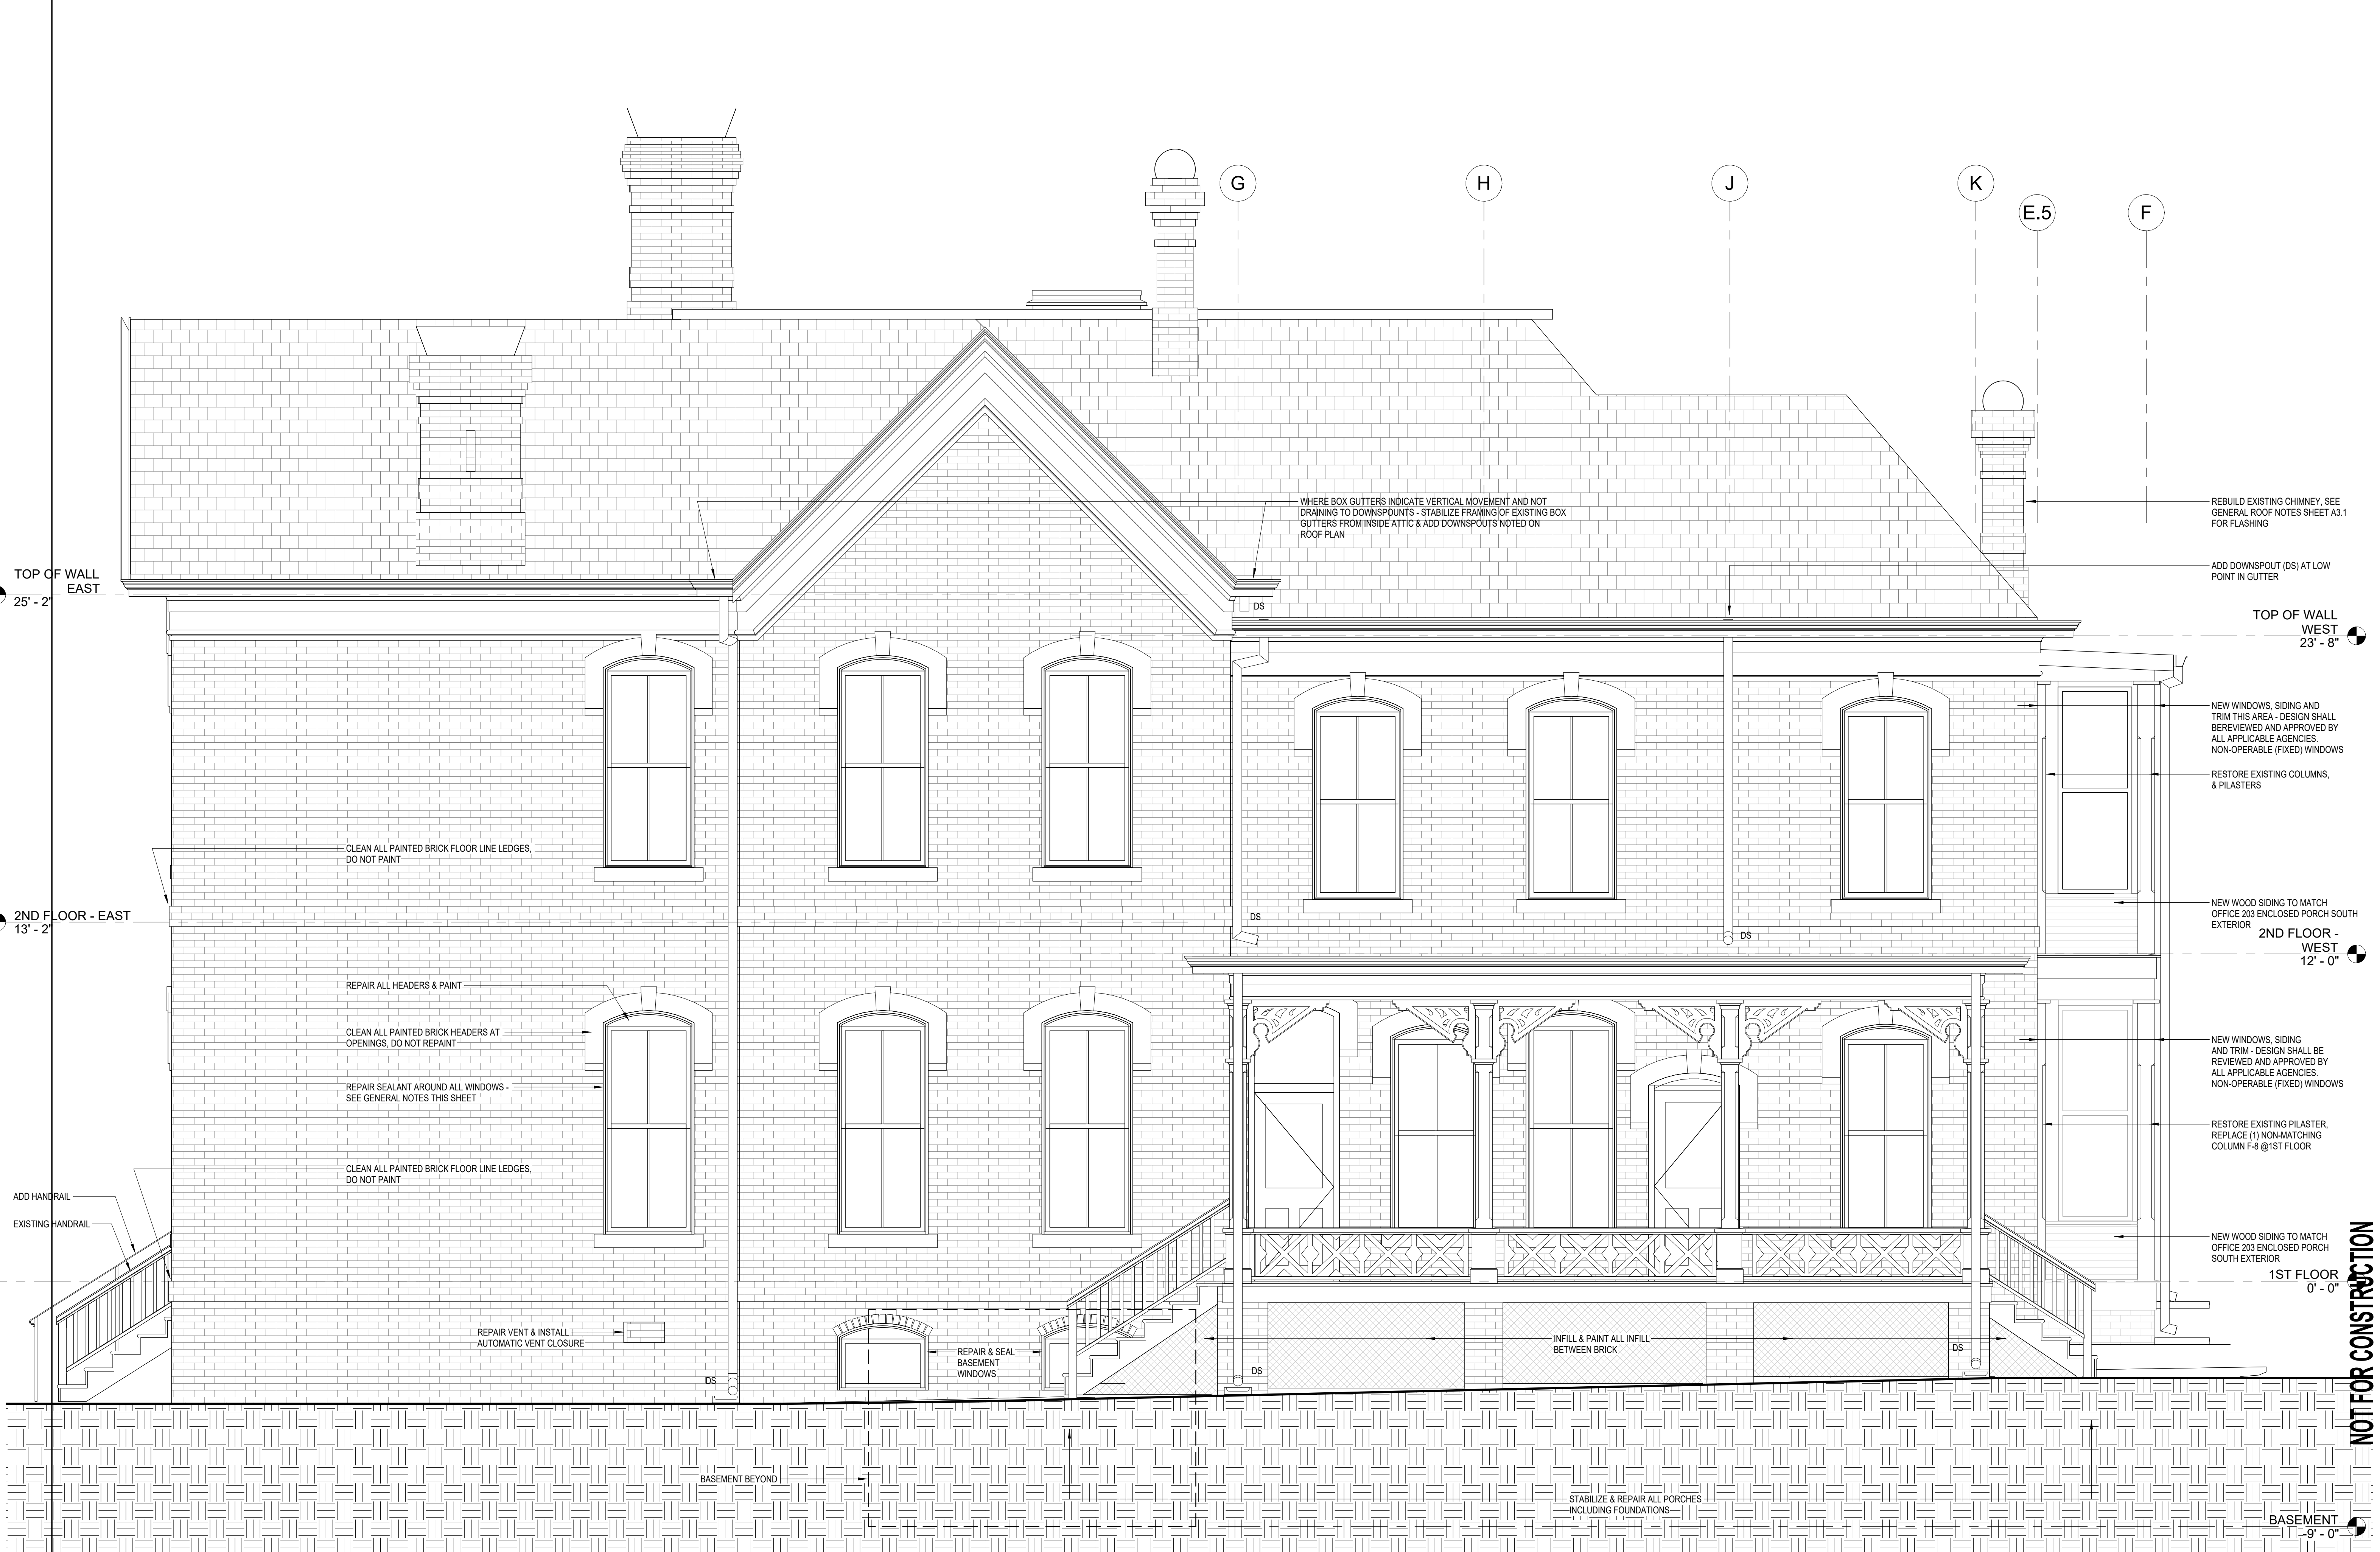 G
H
J
K
E.5
F
WHERE BOX GUTTERS INDICATE VERTICAL MOVEMENT AND NOT
DRAINING TO DOWNSPOUNTS - STABILIZE FRAMING OF EXISTING BOX
GUTTERS FROM INSIDE ATTIC & ADD DOWNSPOUTS NOTED ON
ROOF PLAN
REBUILD EXISTING CHIMNEY, SEE
GENERAL ROOF NOTES SHEET A3.1
FOR FLASHING
TOP OF WALL
EAST
25' - 2"
ADD DOWNSPOUT (DS) AT LOW
POINT IN GUTTER
DS
TOP OF WALL
WEST
23' - 8"
NEW WINDOWS, SIDING AND
TRIM THIS AREA - DESIGN SHALL
BEREVIEWED AND APPROVED BY
ALL APPLICABLE AGENCIES.
NON-OPERABLE (FIXED) WINDOWS
RESTORE EXISTING COLUMNS,
& PILASTERS
CLEAN ALL PAINTED BRICK FLOOR LINE LEDGES,
DO NOT PAINT
2ND FLOOR - EAST
13' - 2"
DS
DS
NEW WOOD SIDING TO MATCH
OFFICE 203 ENCLOSED PORCH SOUTH
EXTERIOR
2ND FLOOR -
WEST
12' - 0"
REPAIR ALL HEADERS & PAINT
CLEAN ALL PAINTED BRICK HEADERS AT
OPENINGS, DO NOT REPAINT
REPAIR SEALANT AROUND ALL WINDOWS -
SEE GENERAL NOTES THIS SHEET
NEW WINDOWS, SIDING
AND TRIM - DESIGN SHALL BE
REVIEWED AND APPROVED BY
ALL APPLICABLE AGENCIES.
NON-OPERABLE (FIXED) WINDOWS
RESTORE EXISTING PILASTER,
REPLACE (1) NON-MATCHING
COLUMN F-8 @1ST FLOOR
CLEAN ALL PAINTED BRICK FLOOR LINE LEDGES,
DO NOT PAINT
ADD HANDRAIL
EXISTING HANDRAIL
NEW WOOD SIDING TO MATCH
OFFICE 203 ENCLOSED PORCH
SOUTH EXTERIOR
1ST FLOOR
0' - 0"
NOT FOR CONSTRUCTION
REPAIR VENT & INSTALL
AUTOMATIC VENT CLOSURE
REPAIR & SEAL
BASEMENT
WINDOWS
INFILL & PAINT ALL INFILL
BETWEEN BRICK
DS
DS
DS
BASEMENT BEYOND
STABILIZE & REPAIR ALL PORCHES
INCLUDING FOUNDATIONS
BASEMENT
-9' - 0"